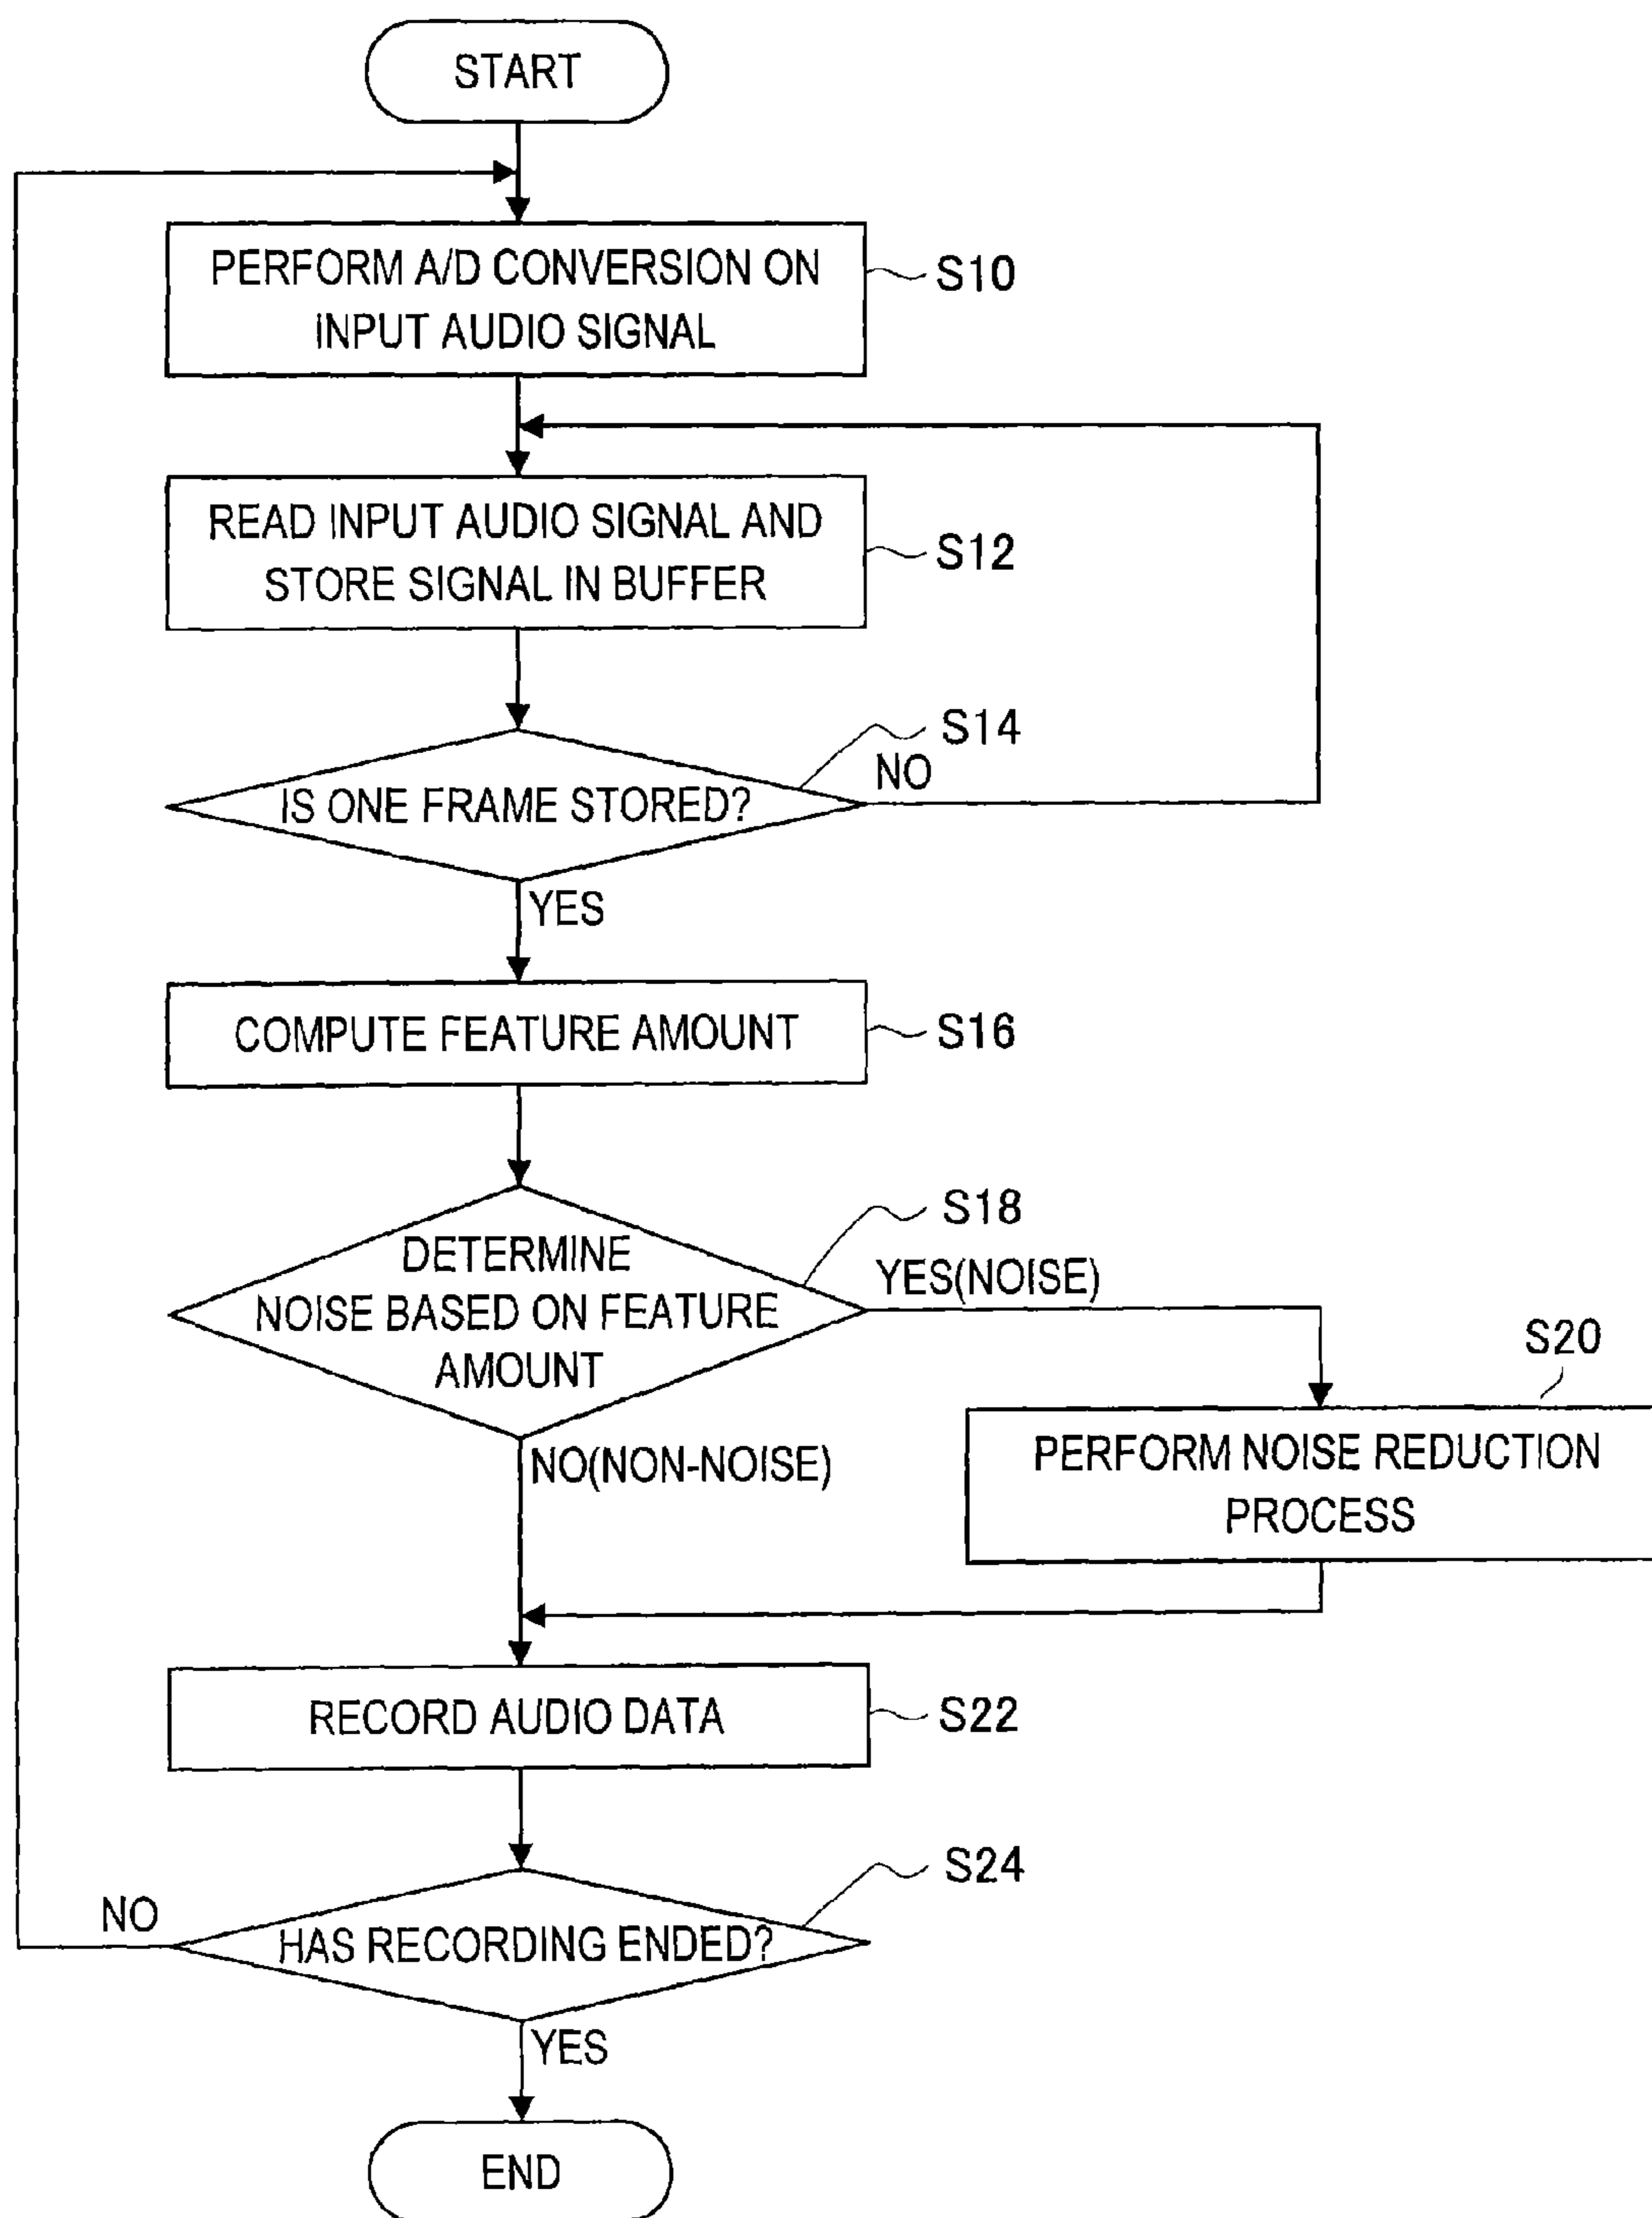 START
PERFORM A/D CONVERSION ON
INPUT AUDIO SIGNAL
S10
READ INPUT AUDIO SIGNAL AND
STORE SIGNAL IN BUFFER
S12
S14
IS ONE FRAME STORED?
NO
YES
COMPUTE FEATURE AMOUNT
S16
S18
DETERMINE
NOISE BASED ON FEATURE
AMOUNT
YES(NOISE)
S20
PERFORM NOISE REDUCTION
PROCESS
NO(NON-NOISE)
RECORD AUDIO DATA
S22
S24
NO
HAS RECORDING ENDED?
YES
END